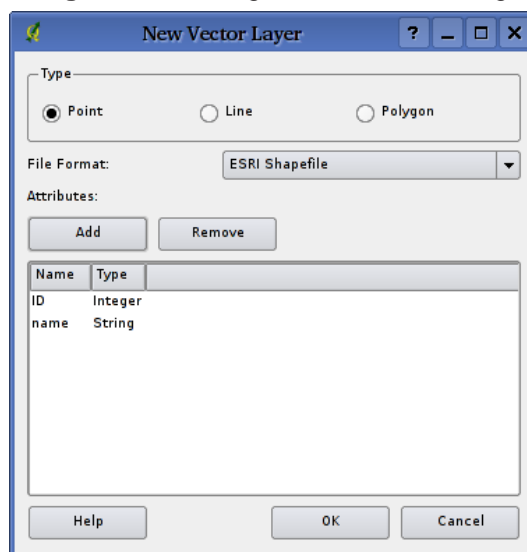 New Vector Layer
Type
Point Line Polygon
File Format: ESRI Shapefile
Attributes:
Add Remove
Name Type
ID Integer
name String
Help OK Cancel